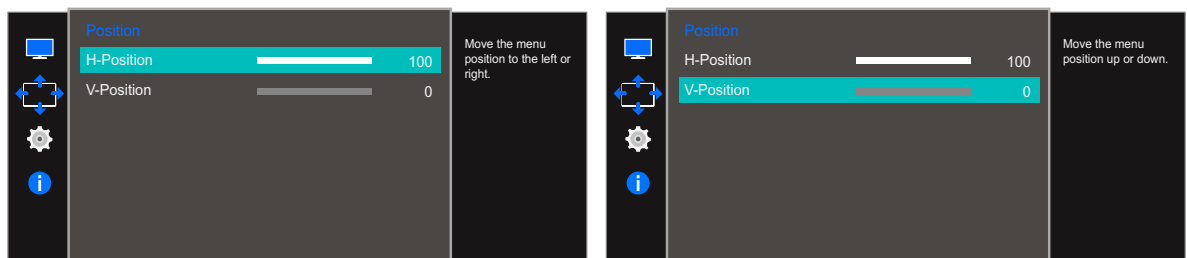 Position
H-Position 100
V-Position 0
Move the menu
position to the left or
right.
i
Position
H-Position 100
V-Position 0
Move the menu
position up or down.
i